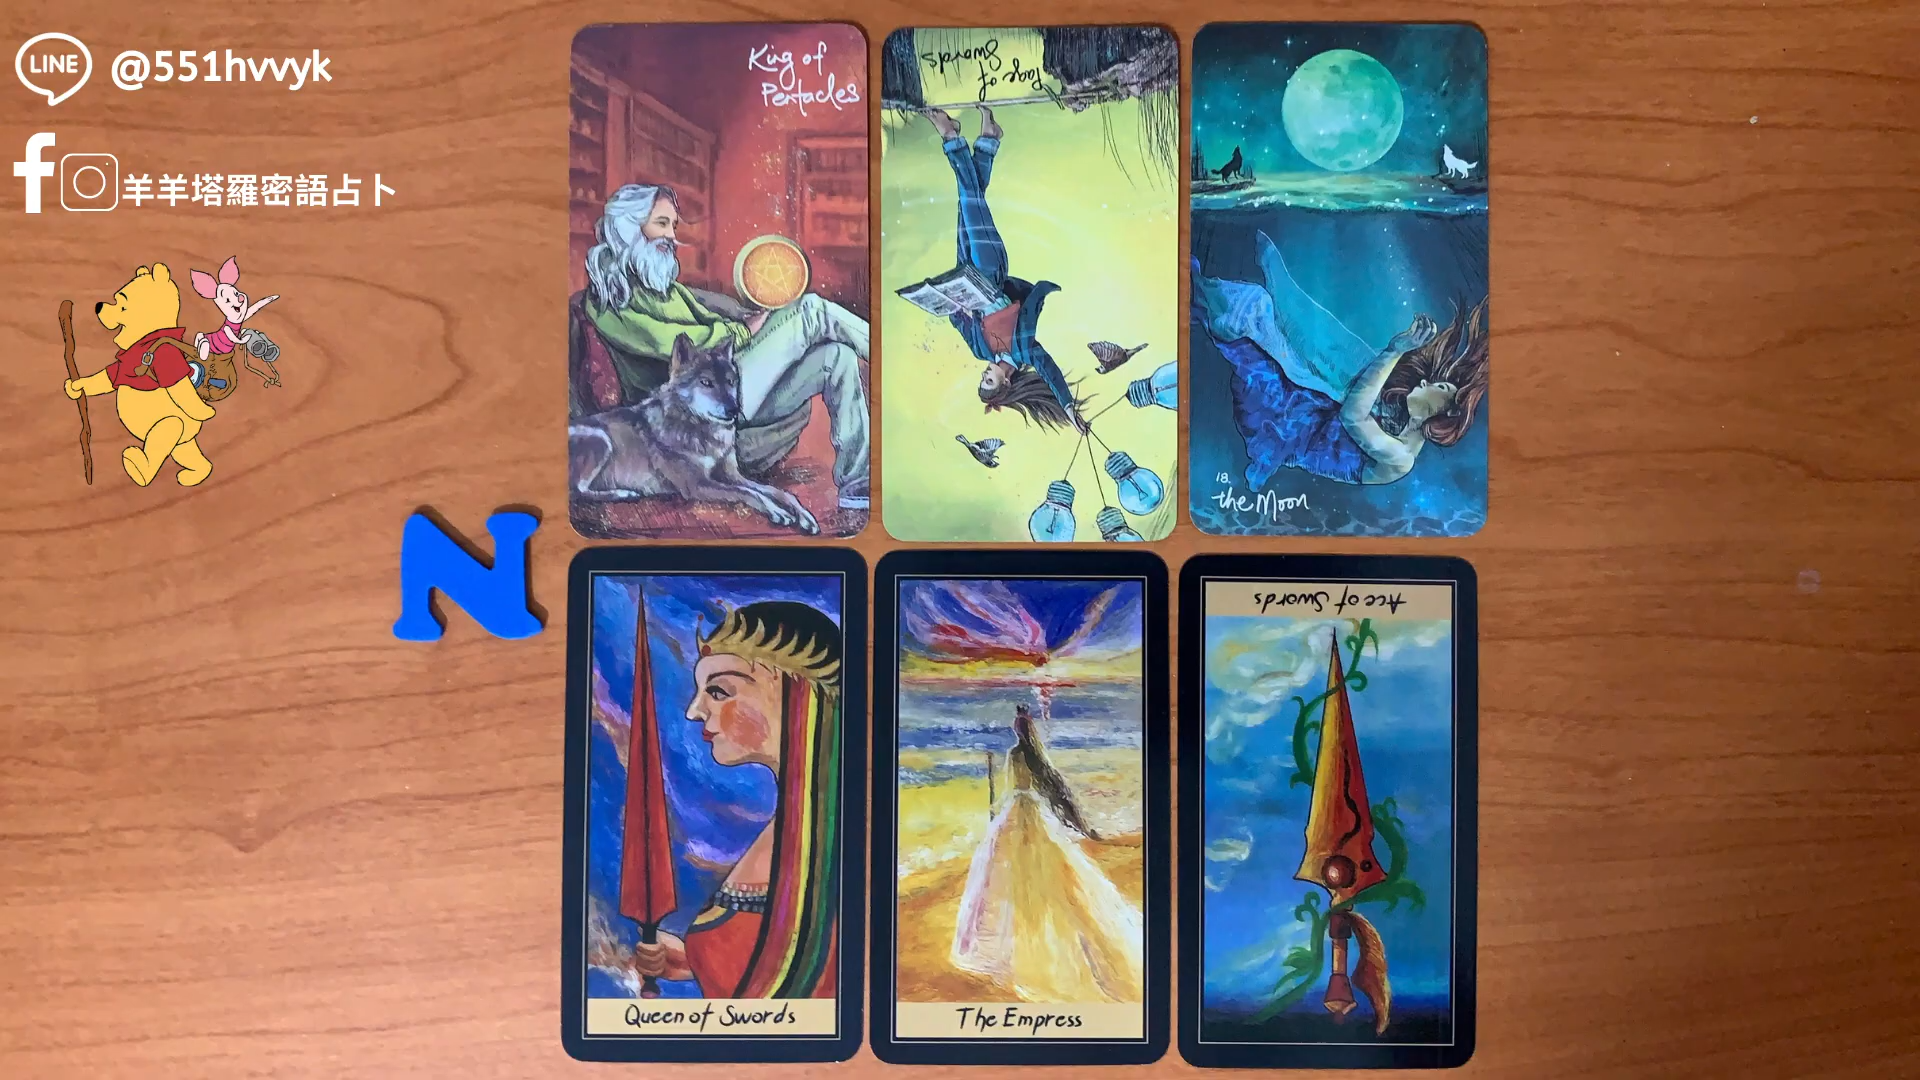 LINE
@551hvvyk
f
羊羊塔羅密語占卜
King of
Pentacles
Page of
Swords
18.
the Moon
N
Queen of Swords
The Empress
Ace of Swords